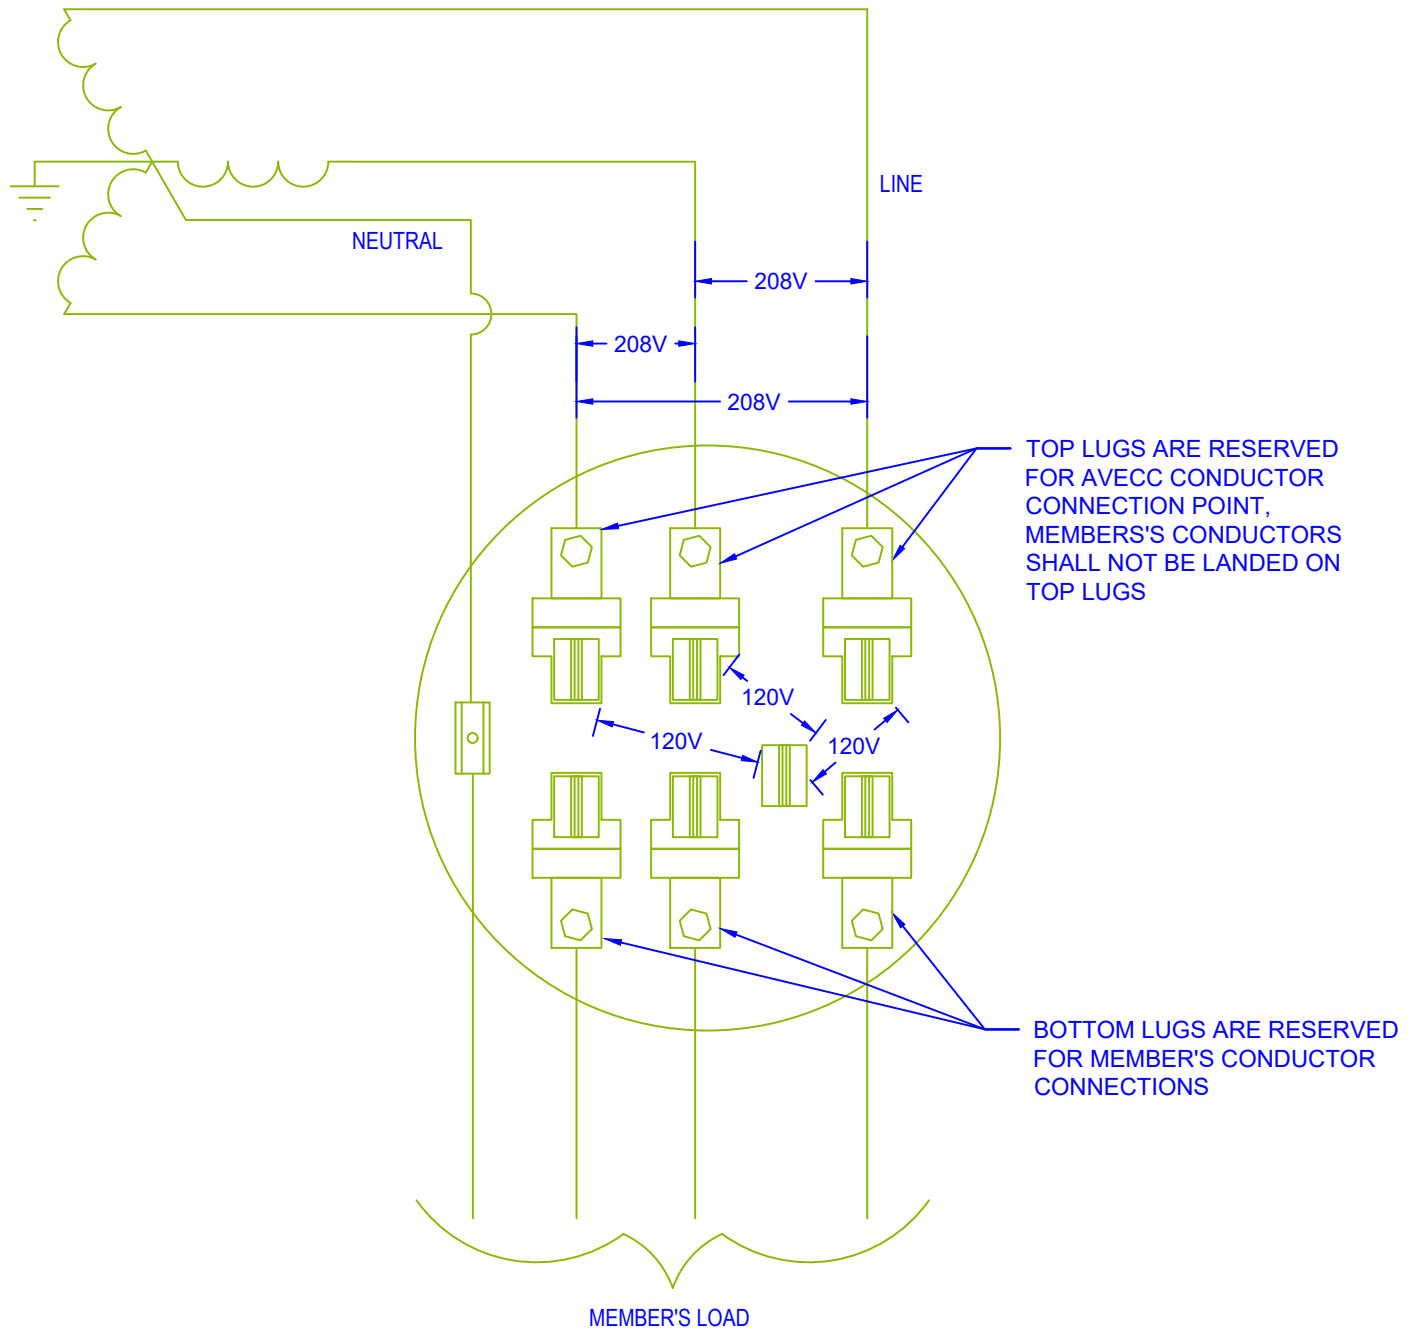 LINE
NEUTRAL
208V
208V
208V
TOP LUGS ARE RESERVED
FOR AVECC CONDUCTOR
CONNECTION POINT,
MEMBERS'S CONDUCTORS
SHALL NOT BE LANDED ON
TOP LUGS
120V
120V
120V
BOTTOM LUGS ARE RESERVED
FOR MEMBER'S CONDUCTOR
CONNECTIONS
MEMBER'S LOAD